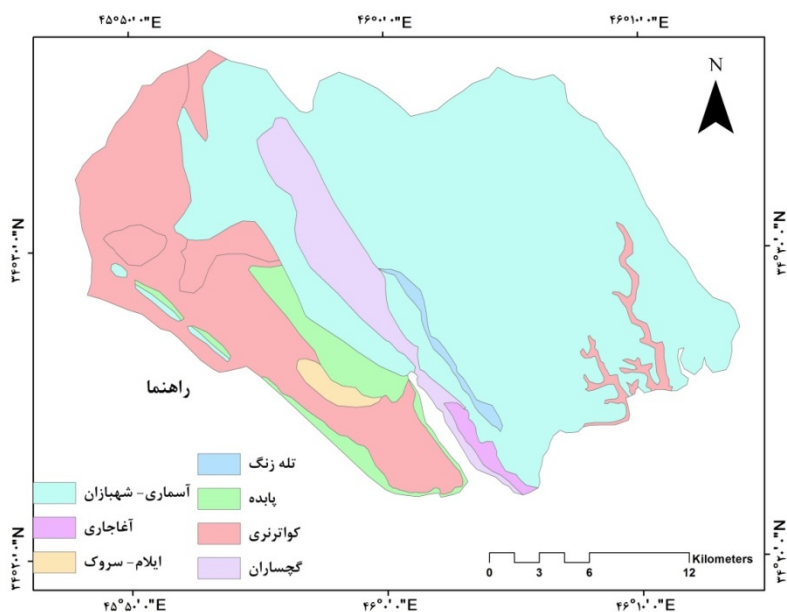 ۴۵°۵۰'۰"E ۴۶°۰'۰"E ۴۶°۱۰'۰"E
N
۳۴°۳۰'۰"N ۳۴°۳۰'۰"N
راهنما
تله زنگ
آسماری- شهبازان پابده
آغاجاری کواترنری
ایلام- سروک گچساران
Kilometers
0 3 6 12
۳۴°۲۰'۰"N ۳۴°۲۰'۰"N
۴۵°۵۰'۰"E ۴۶°۰'۰"E ۴۶°۱۰'۰"E